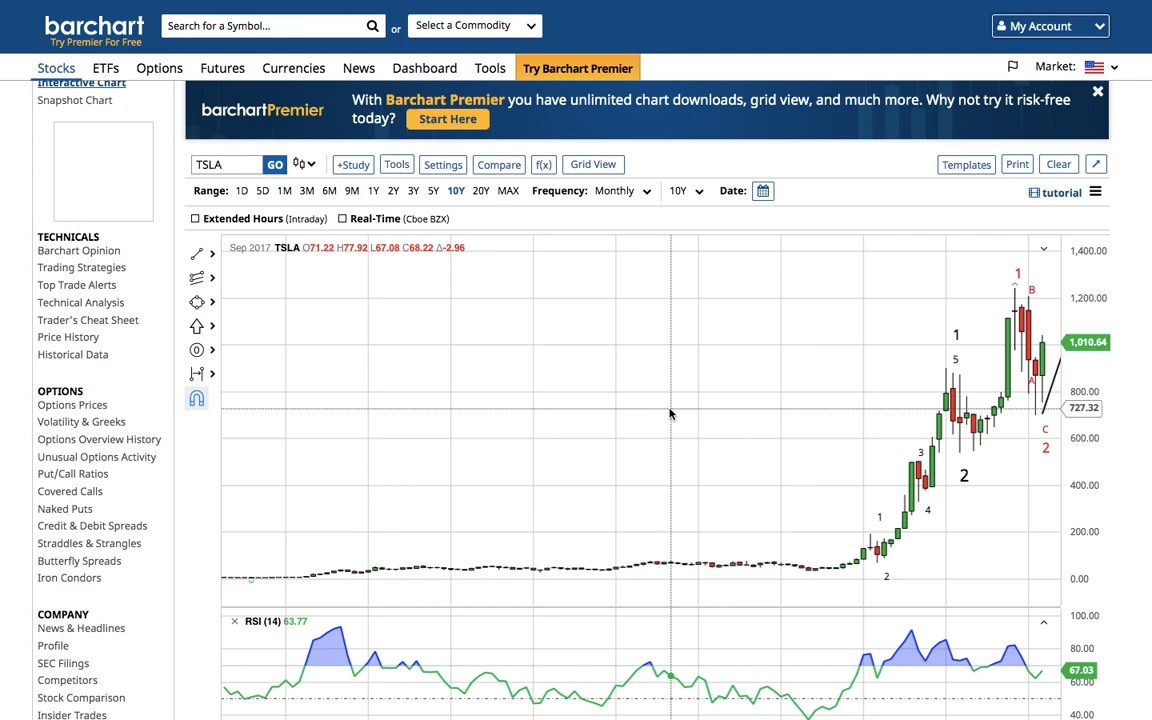 barchart
Try Premier For Free
Search for a Symbol...
or
Select a Commodity
My Account
Stocks ETFs Options Futures Currencies News Dashboard Tools Try Barchart Premier
Market:
Interactive Chart
Snapshot Chart
barchartPremier
With Barchart Premier you have unlimited chart downloads, grid view, and much more. Why not try it risk-free
today? Start Here
TSLA GO +Study Tools Settings Compare f(x) Grid View Templates Print Clear
Range: 1D 5D 1M 3M 6M 9M 1Y 2Y 3Y 5Y 10Y 20Y MAX Frequency: Monthly 10Y Date:
tutorial
Extended Hours (Intraday) Real-Time (Cboe BZX)
TECHNICALS
Barchart Opinion
Trading Strategies
Top Trade Alerts
Technical Analysis
Trader's Cheat Sheet
Price History
Historical Data
OPTIONS
Options Prices
Volatility & Greeks
Options Overview History
Unusual Options Activity
Put/Call Ratios
Covered Calls
Naked Puts
Credit & Debit Spreads
Straddles & Strangles
Butterfly Spreads
Iron Condors
COMPANY
News & Headlines
Profile
SEC Filings
Competitors
Stock Comparison
Insider Trades
Sep 2017 TSLA O71.22 H77.92 L67.08 C68.22 Δ-2.96
1,400.00
1
B
1,200.00
1
1,010.64
5
A
800.00
727.32
C
600.00
3
2
2
400.00
4
1
200.00
2
0.00
RSI (14) 63.77
100.00
80.00
67.03
60.00
40.00